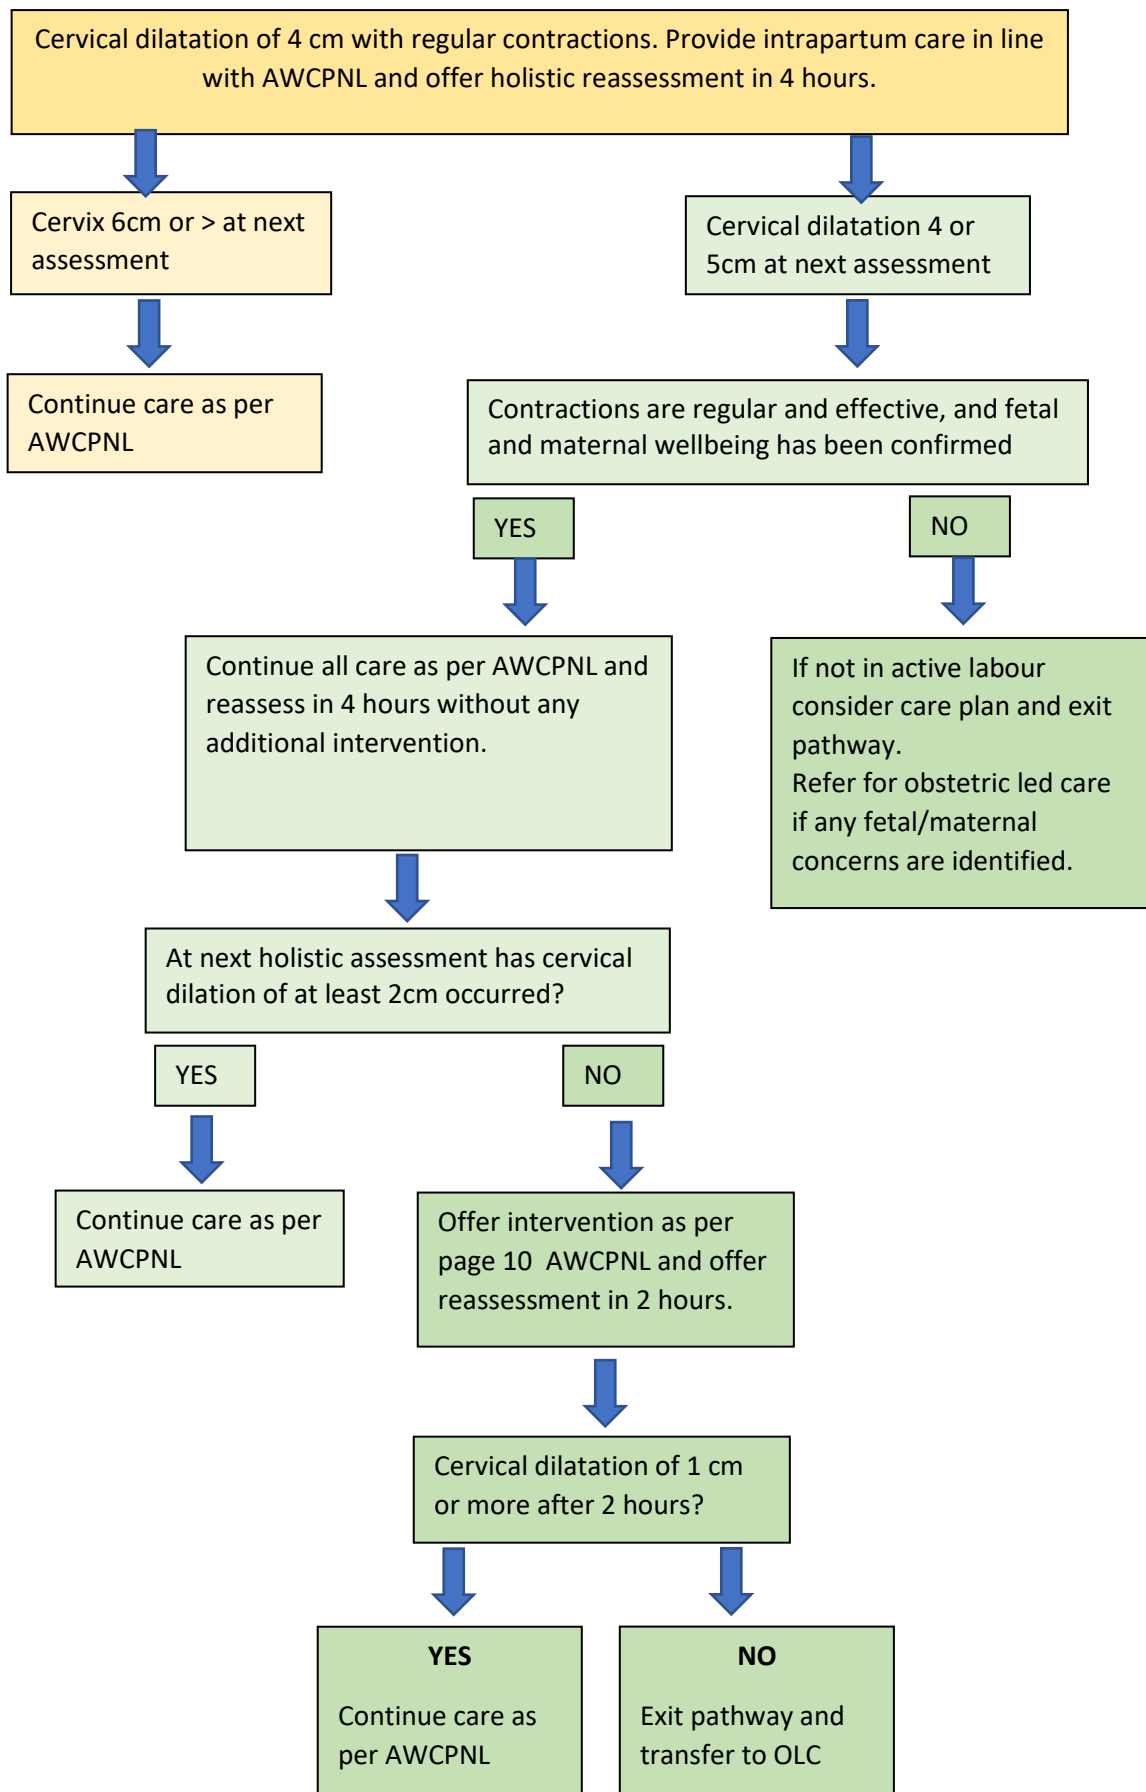 Cervical dilatation of 4 cm with regular contractions. Provide intrapartum care in line
with AWCPNL and offer holistic reassessment in 4 hours.
Cervix 6cm or > at next
assessment
Cervical dilatation 4 or
5cm at next assessment
Continue care as per
AWCPNL
Contractions are regular and effective, and fetal
and maternal wellbeing has been confirmed
YES
NO
Continue all care as per AWCPNL and
reassess in 4 hours without any
additional intervention.
If not in active labour
consider care plan and exit
pathway.
Refer for obstetric led care
if any fetal/maternal
concerns are identified.
At next holistic assessment has cervical
dilation of at least 2cm occurred?
YES
NO
Continue care as per
AWCPNL
Offer intervention as per
page 10 AWCPNL and offer
reassessment in 2 hours.
Cervical dilatation of 1 cm
or more after 2 hours?
YES
Continue care as
per AWCPNL
NO
Exit pathway and
transfer to OLC